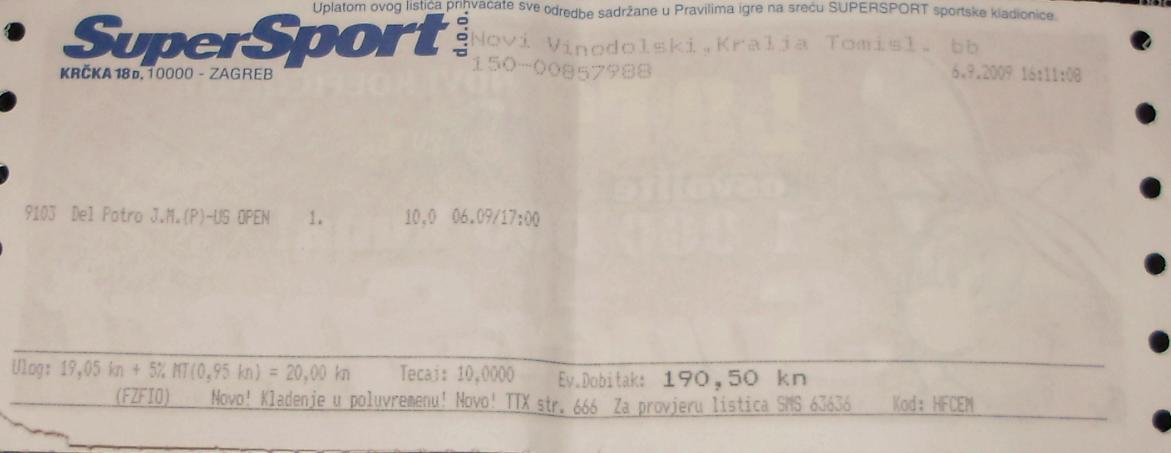 Uplatom ovog listića prihvaćate sve odredbe sadržane u Pravilima igre na sreću SUPERSPORT sportske kladionice.
SuperSport d.o.o.
KRČKA 18D, 10000 - ZAGREB
Novi Vinodolski,Kralja Tomisl. bb
150-00857988
6.9.2009 16:11:08
9103 Del Potro J.M.(P)-US OPEN 1. 10,0 06.09/17:00
Ulog: 19,05 kn + 5% MT(0,95 kn) = 20,00 kn Tecaj: 10,0000 Ev.Dobitak: 190,50 kn
(FZFIO) Novo! Kladenje u poluvremenu! Novo! TTX str. 666 Za provjeru listica SMS 63636 Kod: HFCEM